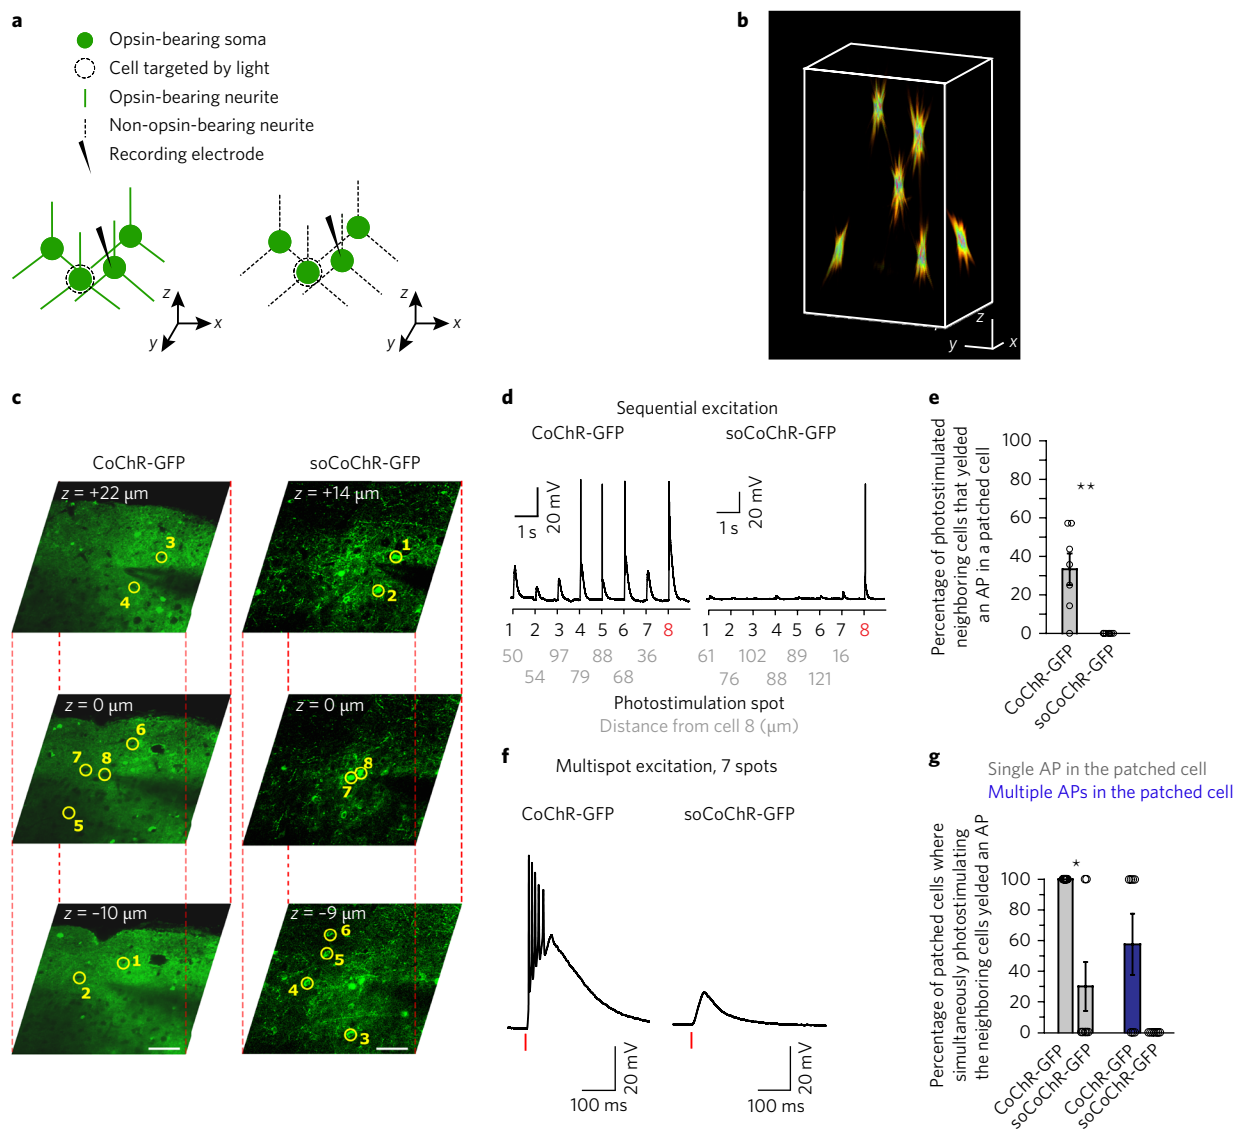 a
Opsin-bearing soma
Cell targeted by light
Opsin-bearing neurite
Non-opsin-bearing neurite
Recording electrode
z
x
y
z
x
y
b
z
y
x
c
CoChR-GFP
soCoChR-GFP
z = +22 µm
3
4
z = +14 µm
1
2
z = 0 µm
6
7
8
5
z = 0 µm
8
7
z = –10 µm
1
2
z = –9 µm
6
5
4
3
d
Sequential excitation
CoChR-GFP
soCoChR-GFP
20 mV
1 s
20 mV
1 s
1 2 3 4 5 6 7 8
50 97 88 36
54 79 68
1 2 3 4 5 6 7 8
61 102 89 16
76 88 121
Photostimulation spot
Distance from cell 8 (µm)
e
Percentage of photostimulated
neighboring cells that yielded
an AP in a patched cell
100
80
60
40
20
0
**
CoChR-GFP
soCoChR-GFP
f
Multispot excitation, 7 spots
CoChR-GFP
soCoChR-GFP
20 mV
100 ms
20 mV
100 ms
g
Single AP in the patched cell
Multiple APs in the patched cell
Percentage of patched cells where
simultaneously photostimulating
the neighboring cells yielded an AP
100
80
60
40
20
0
*
CoChR-GFP
soCoChR-GFP
CoChR-GFP
soCoChR-GFP